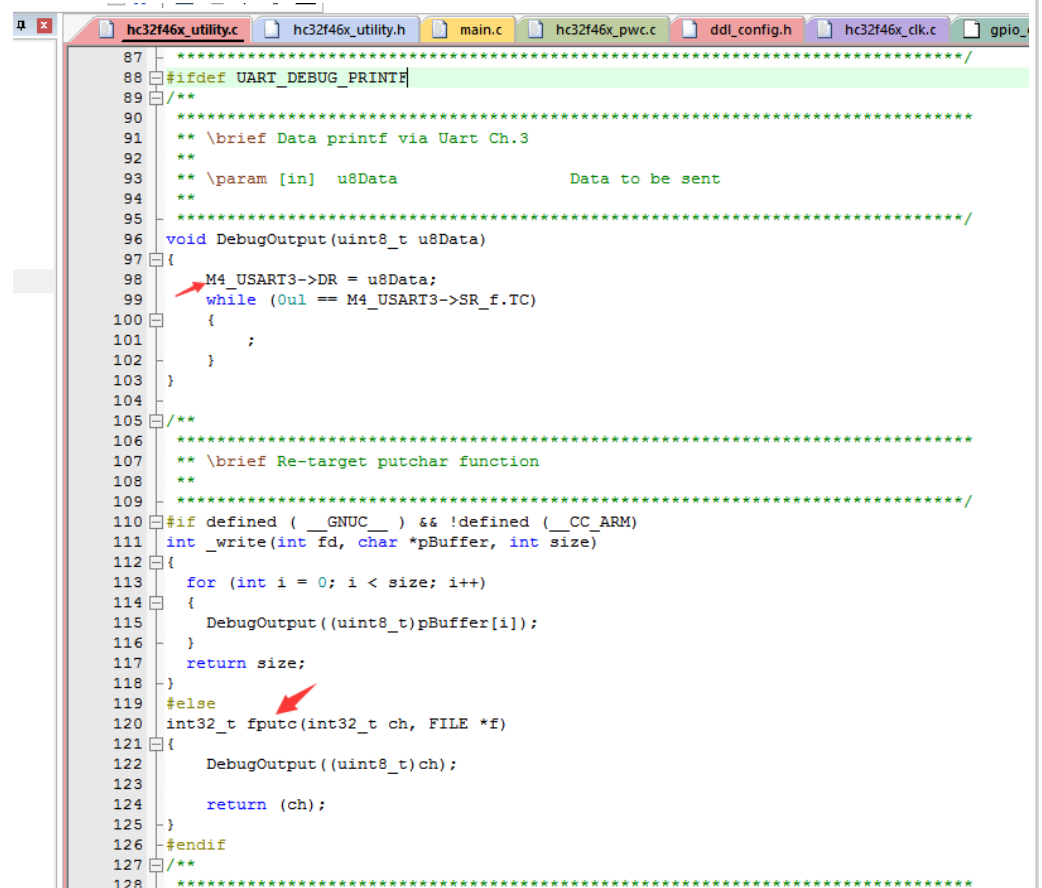 hc32f46x_utility.c hc32f46x_utility.h main.c hc32f46x_pwc.c ddl_config.h hc32f46x_clk.c gpio_
87 *******************************************************************************/
88 #ifdef UART_DEBUG_PRINTF
89 /**
90 *******************************************************************************
91 ** \brief Data printf via Uart Ch.3
92 **
93 ** \param [in] u8Data Data to be sent
94 **
95 *******************************************************************************/
96 void DebugOutput(uint8_t u8Data)
97 {
98 M4_USART3->DR = u8Data;
99 while (0ul == M4_USART3->SR_f.TC)
100 {
101 ;
102 }
103 }
104
105 /**
106 *******************************************************************************
107 ** \brief Re-target putchar function
108 **
109 *******************************************************************************/
110 #if defined ( __GNUC__ ) && !defined (__CC_ARM)
111 int _write(int fd, char *pBuffer, int size)
112 {
113 for (int i = 0; i < size; i++)
114 {
115 DebugOutput((uint8_t)pBuffer[i]);
116 }
117 return size;
118 }
119 #else
120 int32_t fputc(int32_t ch, FILE *f)
121 {
122 DebugOutput((uint8_t)ch);
123
124 return (ch);
125 }
126 #endif
127 /**
128 *******************************************************************************